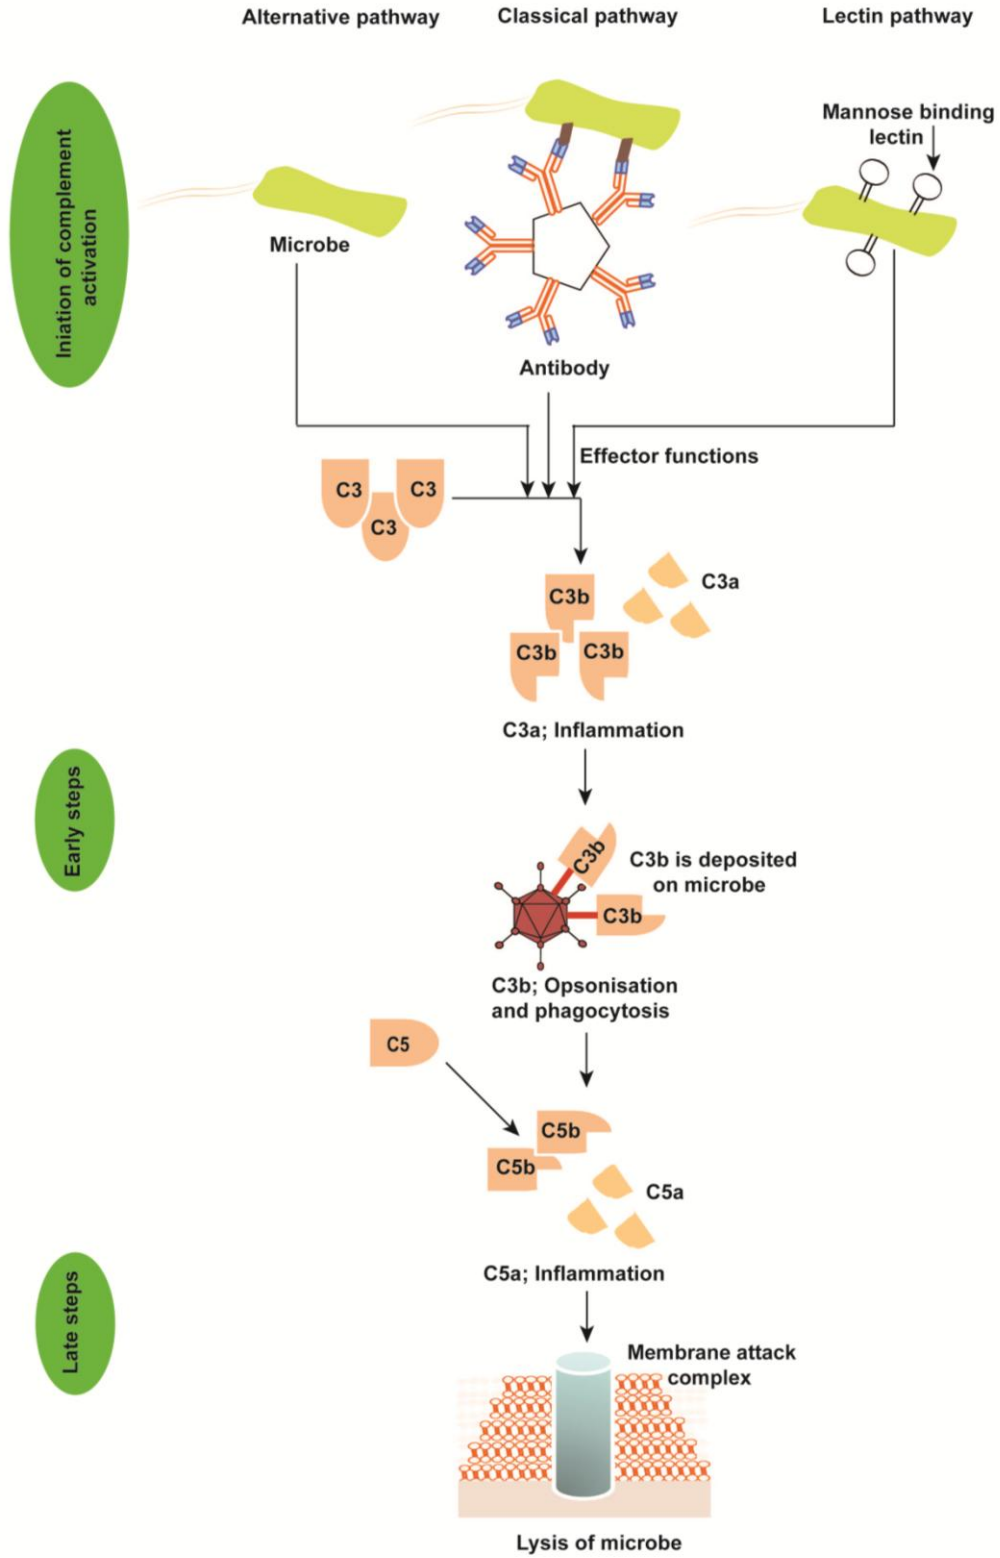 Alternative pathway
Classical pathway
Lectin pathway
Iniation of complement
activation
Mannose binding
lectin
Microbe
Antibody
Effector functions
C3
C3
C3
C3b
C3a
C3b
C3b
C3a; Inflammation
Early steps
C3b
C3b is deposited
on microbe
C3b
C3b; Opsonisation
and phagocytosis
C5
C5b
C5b
C5a
C5a; Inflammation
Late steps
Membrane attack
complex
Lysis of microbe